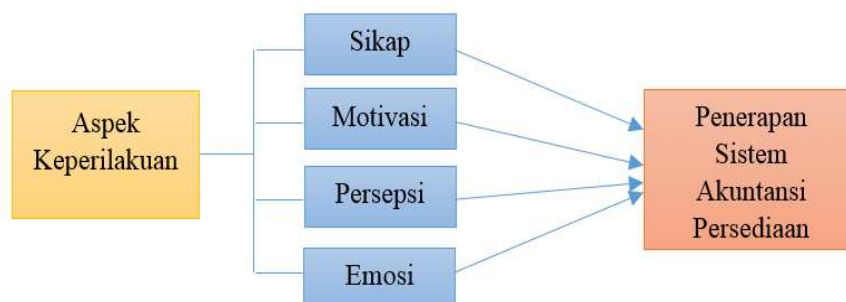 Aspek
Keperilakuan
Sikap
Motivasi
Persepsi
Emosi
Penerapan
Sistem
Akuntansi
Persediaan